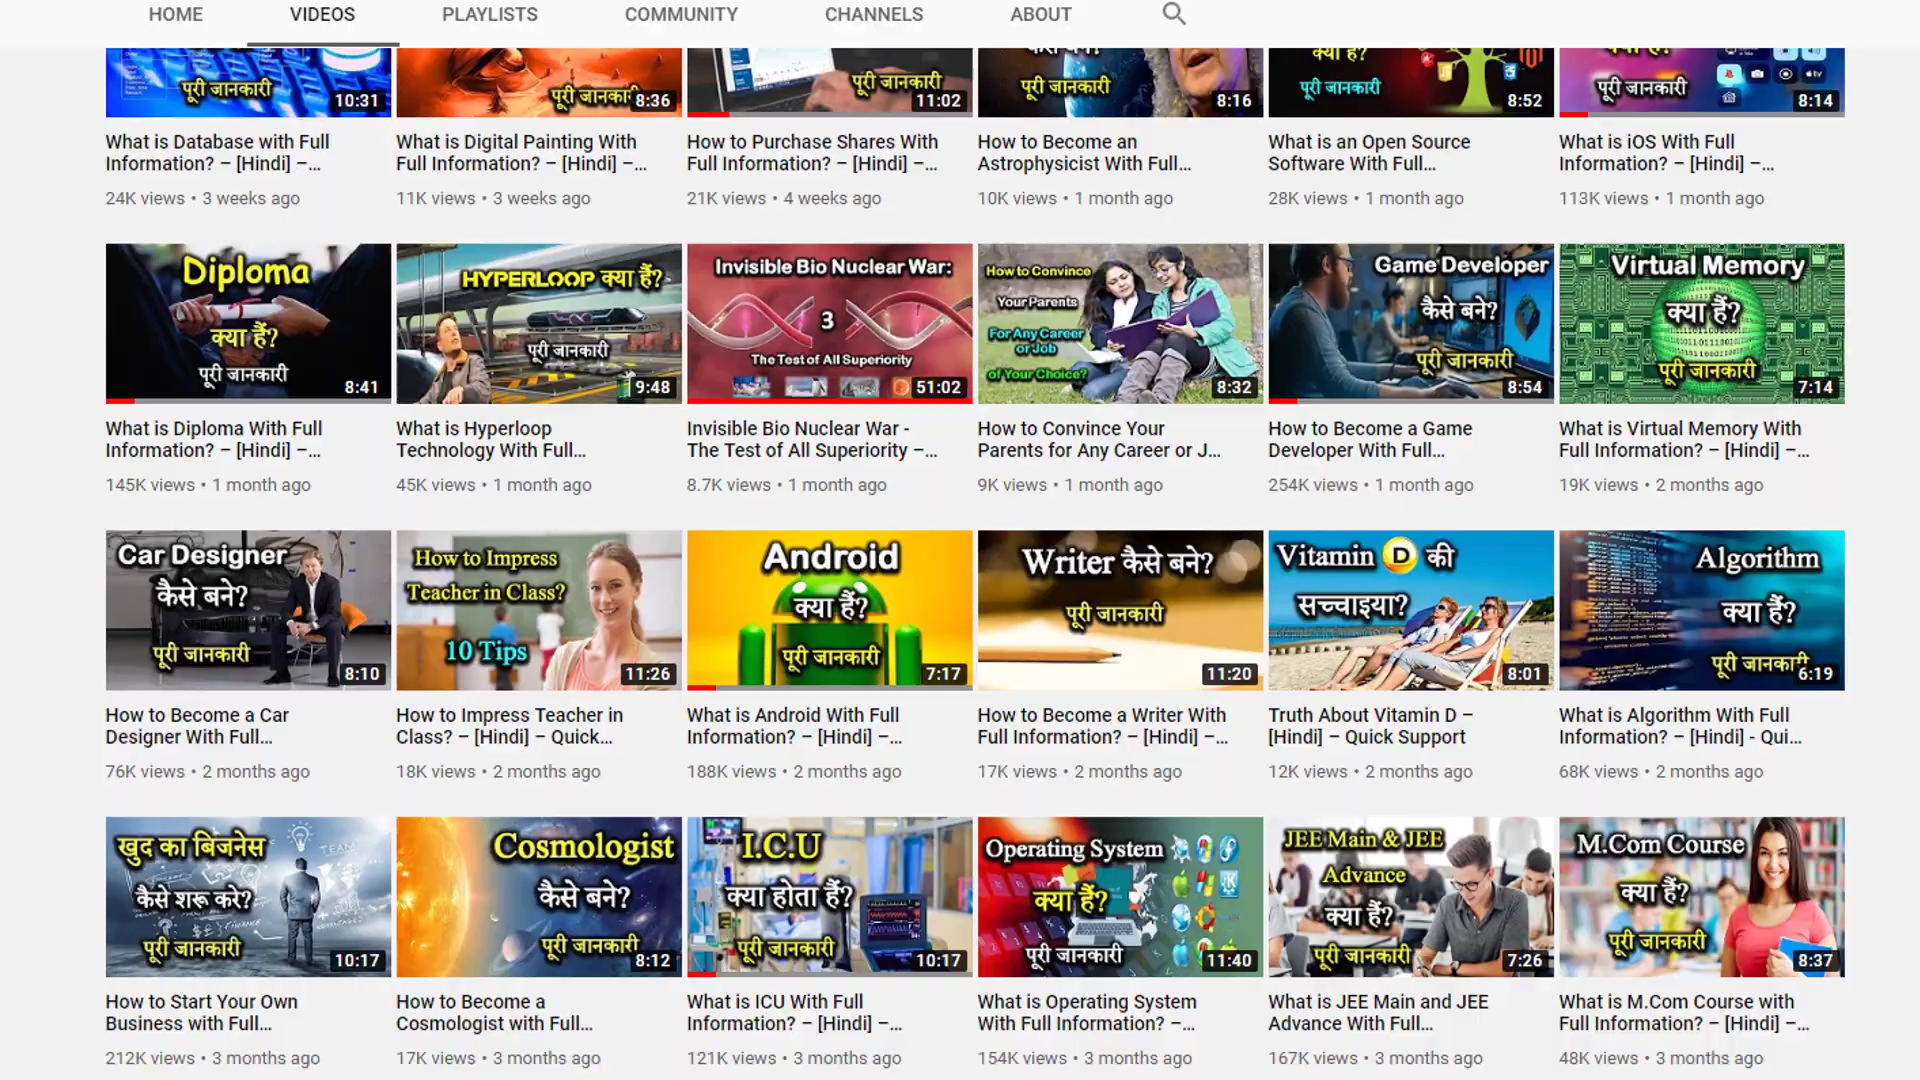 HOME VIDEOS PLAYLISTS COMMUNITY CHANNELS ABOUT
पूरी जानकारी
10:31
पूरी जानकारी
8:36
पूरी जानकारी
11:02
पूरी जानकारी
8:16
क्या हैं?
पूरी जानकारी
8:52
पूरी जानकारी
8:14
What is Database with Full
Information? – [Hindi] –...
24K views • 3 weeks ago
What is Digital Painting With
Full Information? – [Hindi] –...
11K views • 3 weeks ago
How to Purchase Shares With
Full Information? – [Hindi] –...
21K views • 4 weeks ago
How to Become an
Astrophysicist With Full...
10K views • 1 month ago
What is an Open Source
Software With Full...
28K views • 1 month ago
What is iOS With Full
Information? – [Hindi] –...
113K views • 1 month ago
Diploma
क्या हैं?
पूरी जानकारी
8:41
HYPERLOOP क्या हैं?
पूरी जानकारी
9:48
Invisible Bio Nuclear War:
3
The Test of All Superiority
51:02
How to Convince
Your Parents
For Any Career
or Job
of Your Choice?
8:32
Game Developer
कैसे बने?
पूरी जानकारी
8:54
Virtual Memory
क्या हैं?
पूरी जानकारी
7:14
What is Diploma With Full
Information? – [Hindi] –...
145K views • 1 month ago
What is Hyperloop
Technology With Full...
45K views • 1 month ago
Invisible Bio Nuclear War -
The Test of All Superiority –...
8.7K views • 1 month ago
How to Convince Your
Parents for Any Career or J...
9K views • 1 month ago
How to Become a Game
Developer With Full...
254K views • 1 month ago
What is Virtual Memory With
Full Information? – [Hindi] –...
19K views • 2 months ago
Car Designer
कैसे बने?
पूरी जानकारी
8:10
How to Impress
Teacher in Class?
10 Tips
11:26
Android
क्या हैं?
पूरी जानकारी
7:17
Writer कैसे बने?
पूरी जानकारी
11:20
Vitamin D की
सच्चाइया?
8:01
Algorithm
क्या हैं?
पूरी जानकारी
6:19
How to Become a Car
Designer With Full...
76K views • 2 months ago
How to Impress Teacher in
Class? – [Hindi] – Quick...
18K views • 2 months ago
What is Android With Full
Information? – [Hindi] –...
188K views • 2 months ago
How to Become a Writer With
Full Information? – [Hindi] –...
17K views • 2 months ago
Truth About Vitamin D –
[Hindi] – Quick Support
12K views • 2 months ago
What is Algorithm With Full
Information? – [Hindi] - Qui...
68K views • 2 months ago
खुद का बिजनेस
कैसे शरू करे?
पूरी जानकारी
10:17
Cosmologist
कैसे बने?
पूरी जानकारी
8:12
I.C.U
क्या होता हैं?
पूरी जानकारी
10:17
Operating System
क्या हैं?
पूरी जानकारी
11:40
JEE Main & JEE
Advance
क्या हैं?
पूरी जानकारी
7:26
M.Com Course
क्या हैं?
पूरी जानकारी
8:37
How to Start Your Own
Business with Full...
212K views • 3 months ago
How to Become a
Cosmologist with Full...
17K views • 3 months ago
What is ICU With Full
Information? – [Hindi] –...
121K views • 3 months ago
What is Operating System
With Full Information? –...
154K views • 3 months ago
What is JEE Main and JEE
Advance With Full...
167K views • 3 months ago
What is M.Com Course with
Full Information? – [Hindi] –...
48K views • 3 months ago